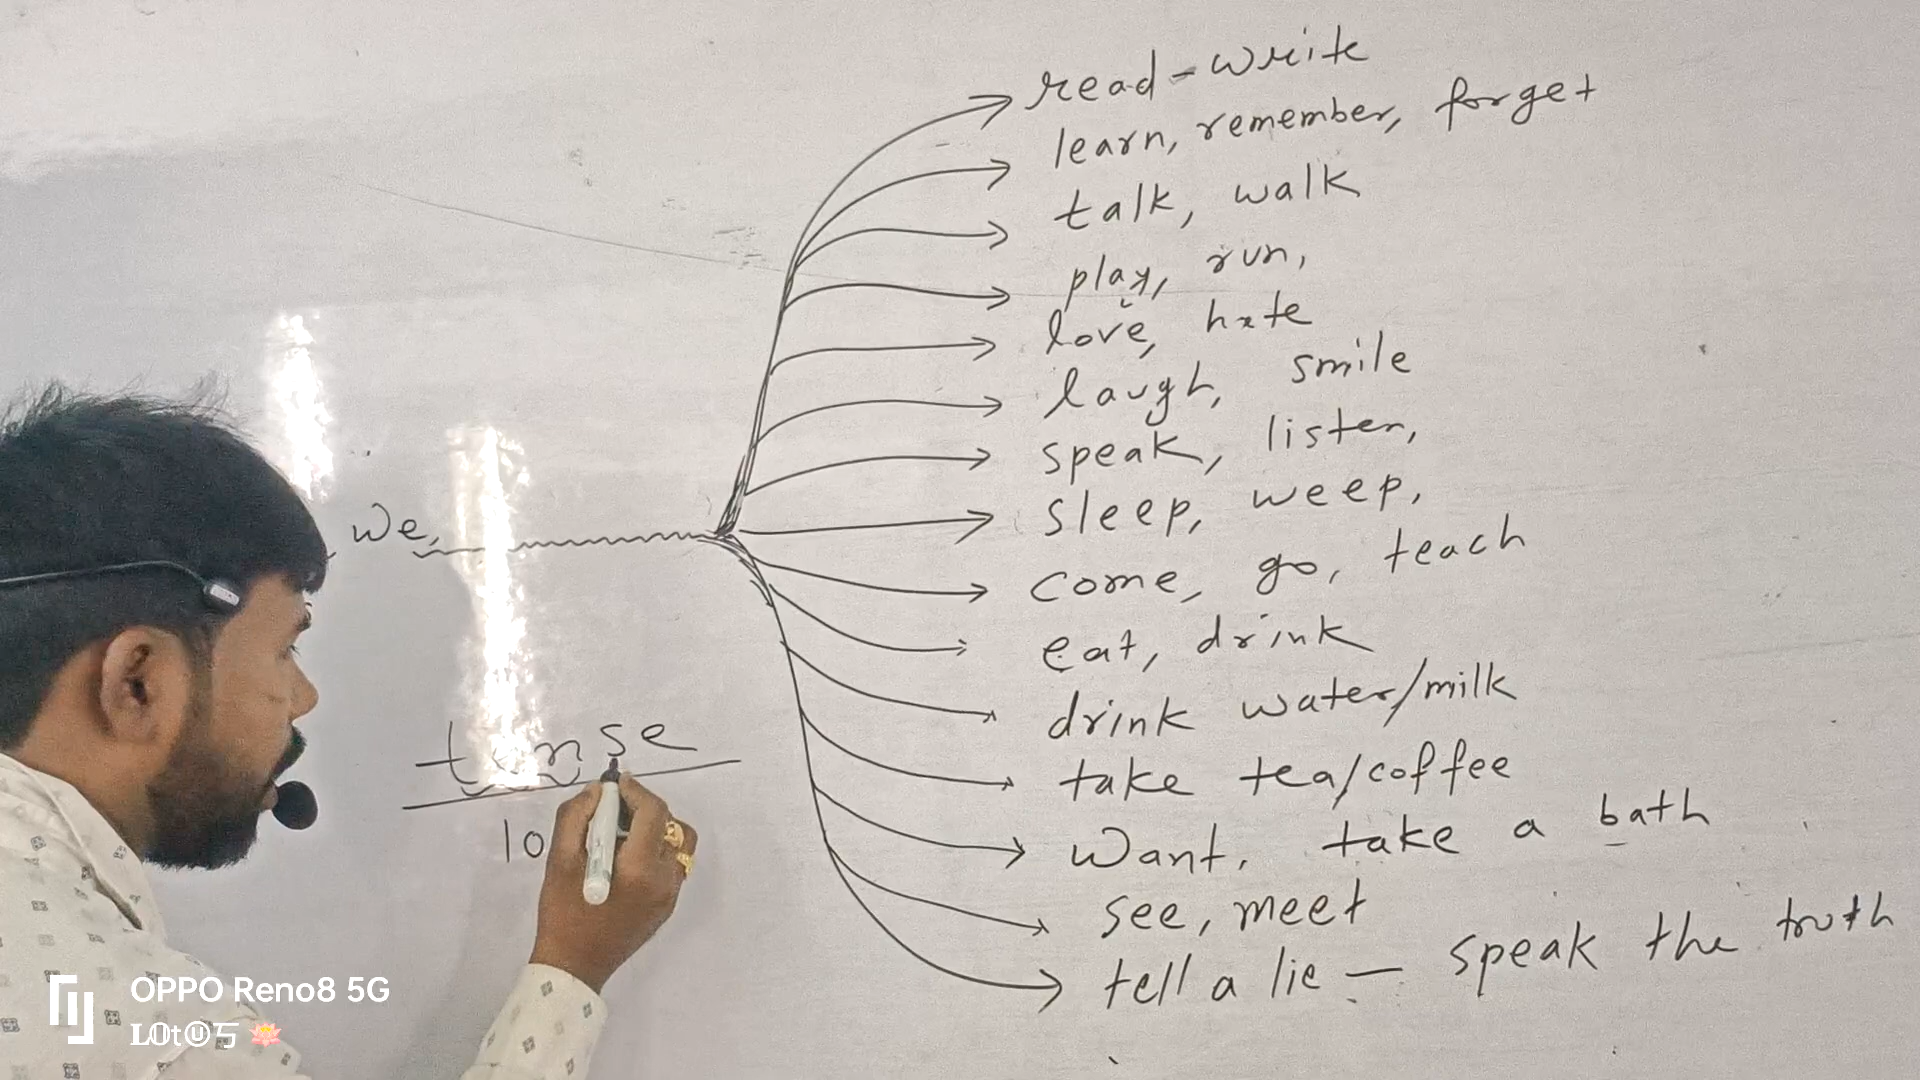 read - write
learn, remember, forget
talk, walk
play, run,
love, hate
laugh, smile
speak, listen,
sleep, weep,
we,
come, go, teach
eat, drink
drink water/milk
tense
take tea/coffee
10
want, take a bath
see, meet
tell a lie — speak the truth
OPPO Reno8 5G